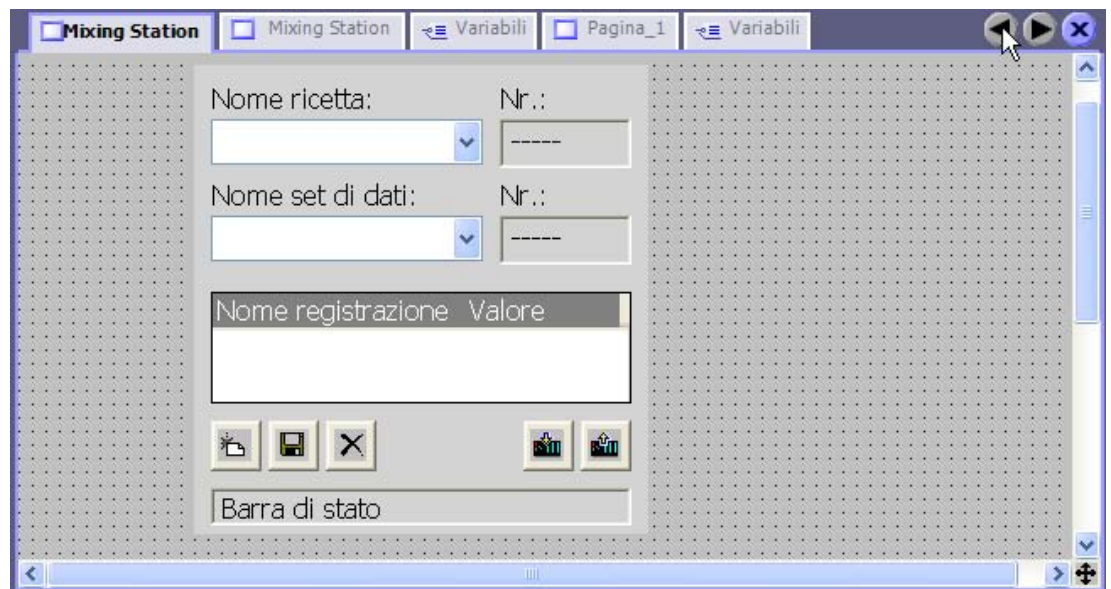 Mixing Station Mixing Station Variabili Pagina_1 Variabili
Nome ricetta: Nr.:
-----
Nome set di dati: Nr.:
-----
Nome registrazione Valore
Barra di stato